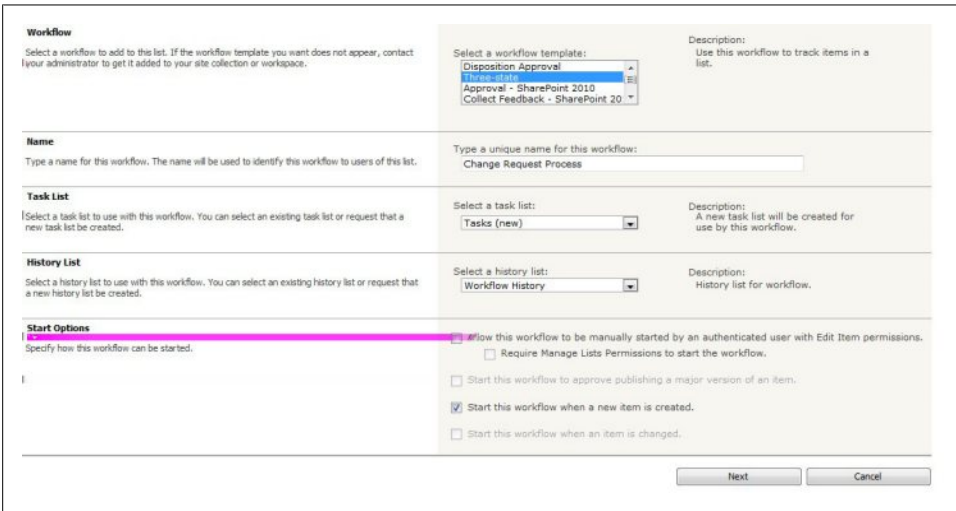 Workflow
Select a workflow to add to this list. If the workflow template you want does not appear, contact
your administrator to get it added to your site collection or workspace.
Select a workflow template:
Disposition Approval
Three-state
Approval - SharePoint 2010
Collect Feedback - SharePoint 20
Description:
Use this workflow to track items in a
list.
Name
Type a name for this workflow. The name will be used to identify this workflow to users of this list.
Type a unique name for this workflow:
Change Request Process
Task List
Select a task list to use with this workflow. You can select an existing task list or request that a
new task list be created.
Select a task list:
Tasks (new)
Description:
A new task list will be created for
use by this workflow.
History List
Select a history list to use with this workflow. You can select an existing history list or request that
a new history list be created.
Select a history list:
Workflow History
Description:
History list for workflow.
Start Options
Specify how this workflow can be started.
Allow this workflow to be manually started by an authenticated user with Edit Item permissions.
Require Manage Lists Permissions to start the workflow.
Start this workflow to approve publishing a major version of an item.
Start this workflow when a new item is created.
Start this workflow when an item is changed.
Next
Cancel